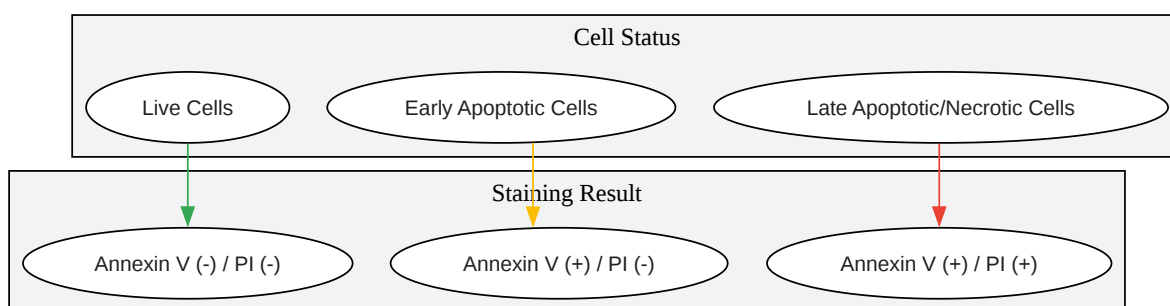 Cell Status
Live Cells
Early Apoptotic Cells
Late Apoptotic/Necrotic Cells
Staining Result
Annexin V (-) / PI (-)
Annexin V (+) / PI (-)
Annexin V (+) / PI (+)